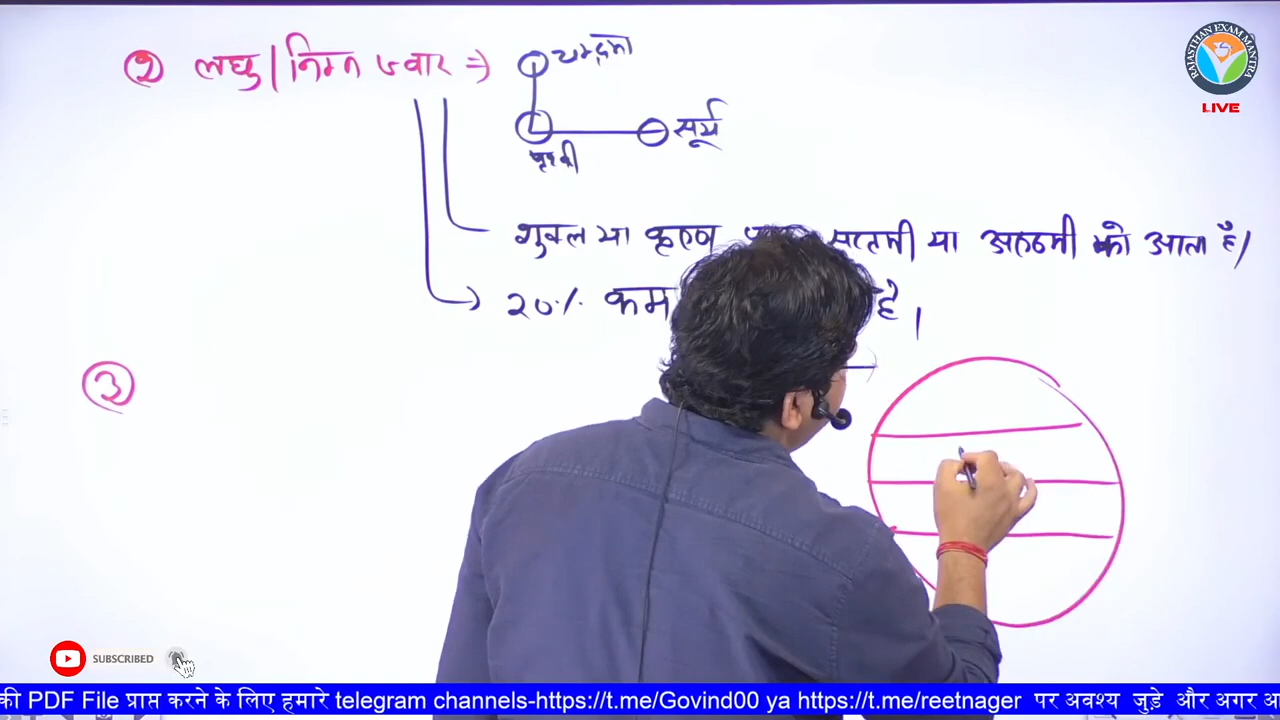 ② लघु / निम्न ज्वार ⇒
चन्द्रमा
सूर्य
पृथ्वी
शुक्ल या कृष्ण सप्तमी या अष्टमी को आता है।
20% कम है।
③
RAJASTHAN EXAM MANTRA
LIVE
SUBSCRIBED
की PDF File प्राप्त करने के लिए हमारे telegram channels-https://t.me/Govind00 ya https://t.me/reetnager पर अवश्य जुड़े और अगर